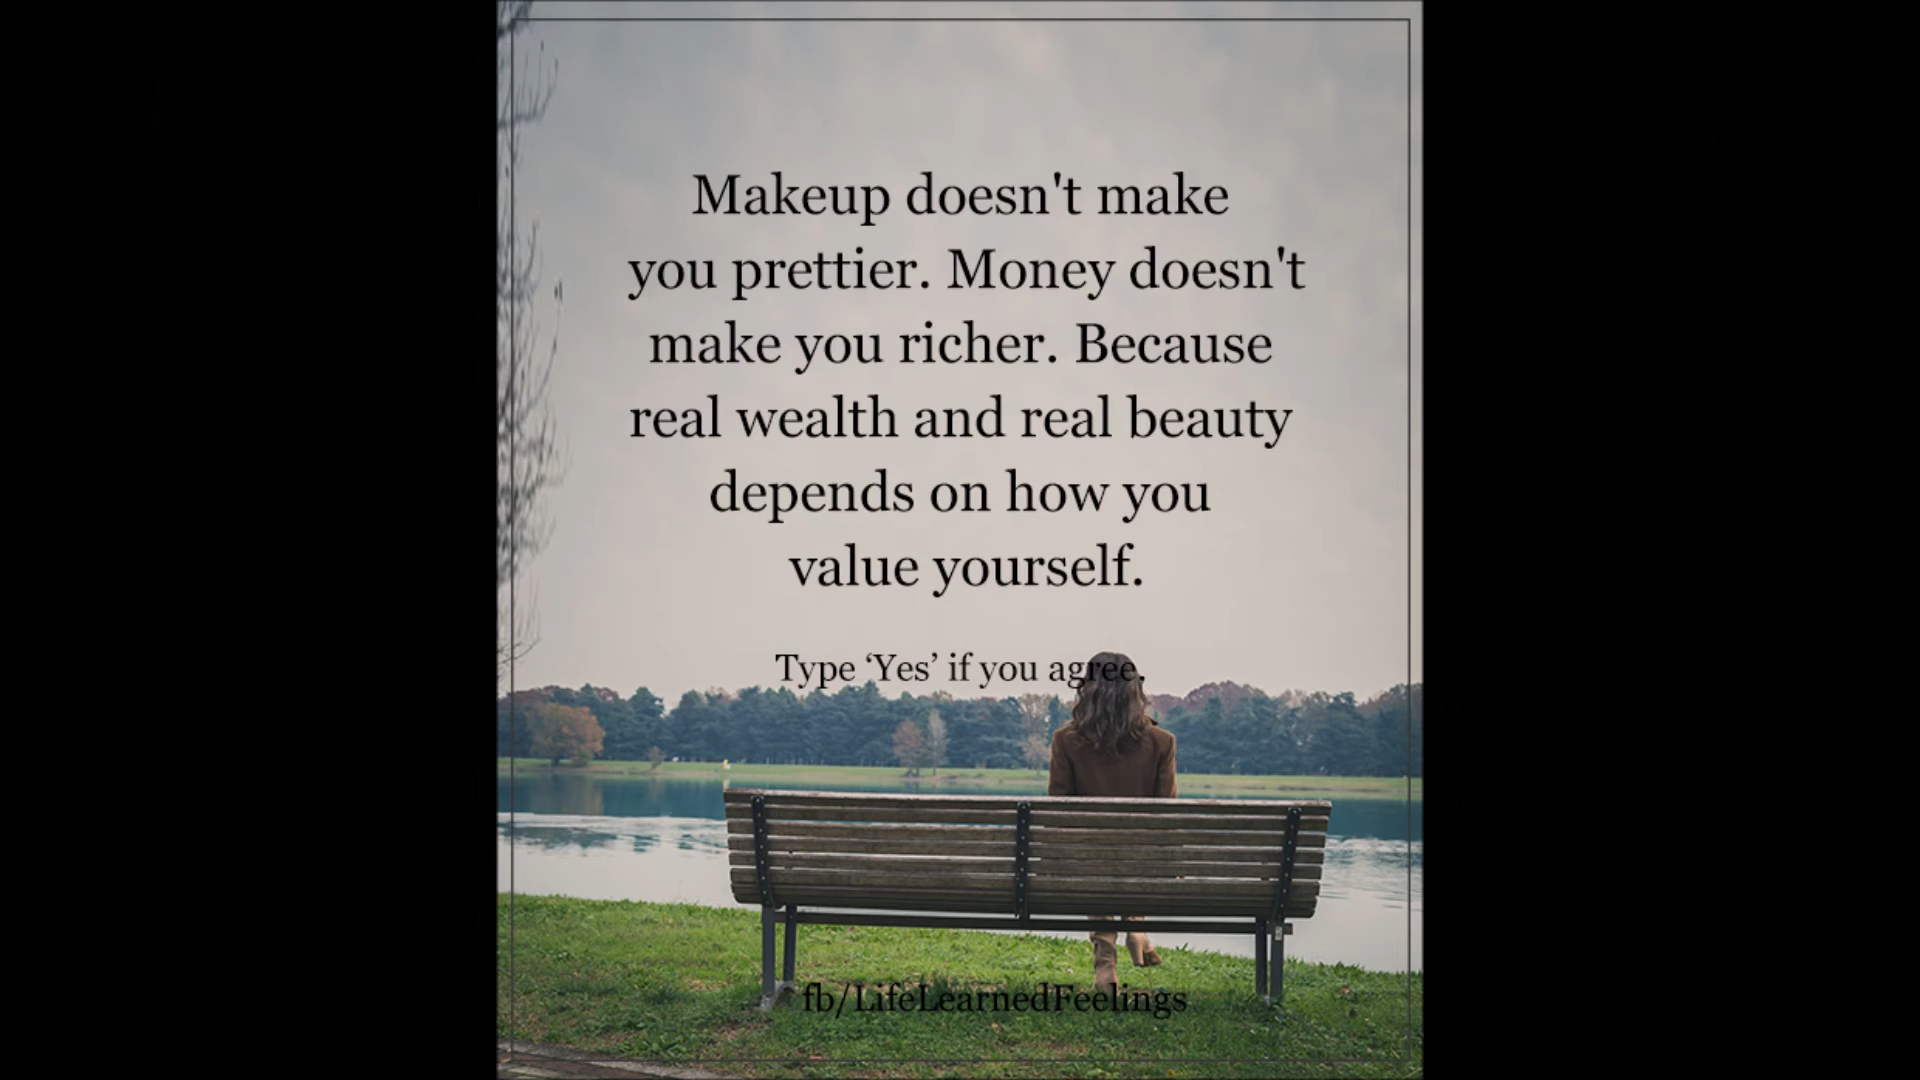 Makeup doesn't make
you prettier. Money doesn't
make you richer. Because
real wealth and real beauty
depends on how you
value yourself.
Type ‘Yes’ if you agree.
fb/LifeLearnedFeelings